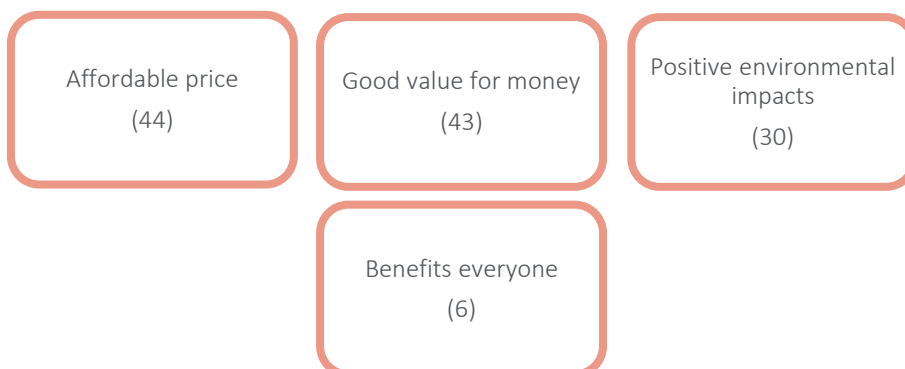 Affordable price
(44)
Good value for money
(43)
Positive environmental
impacts
(30)
Benefits everyone
(6)